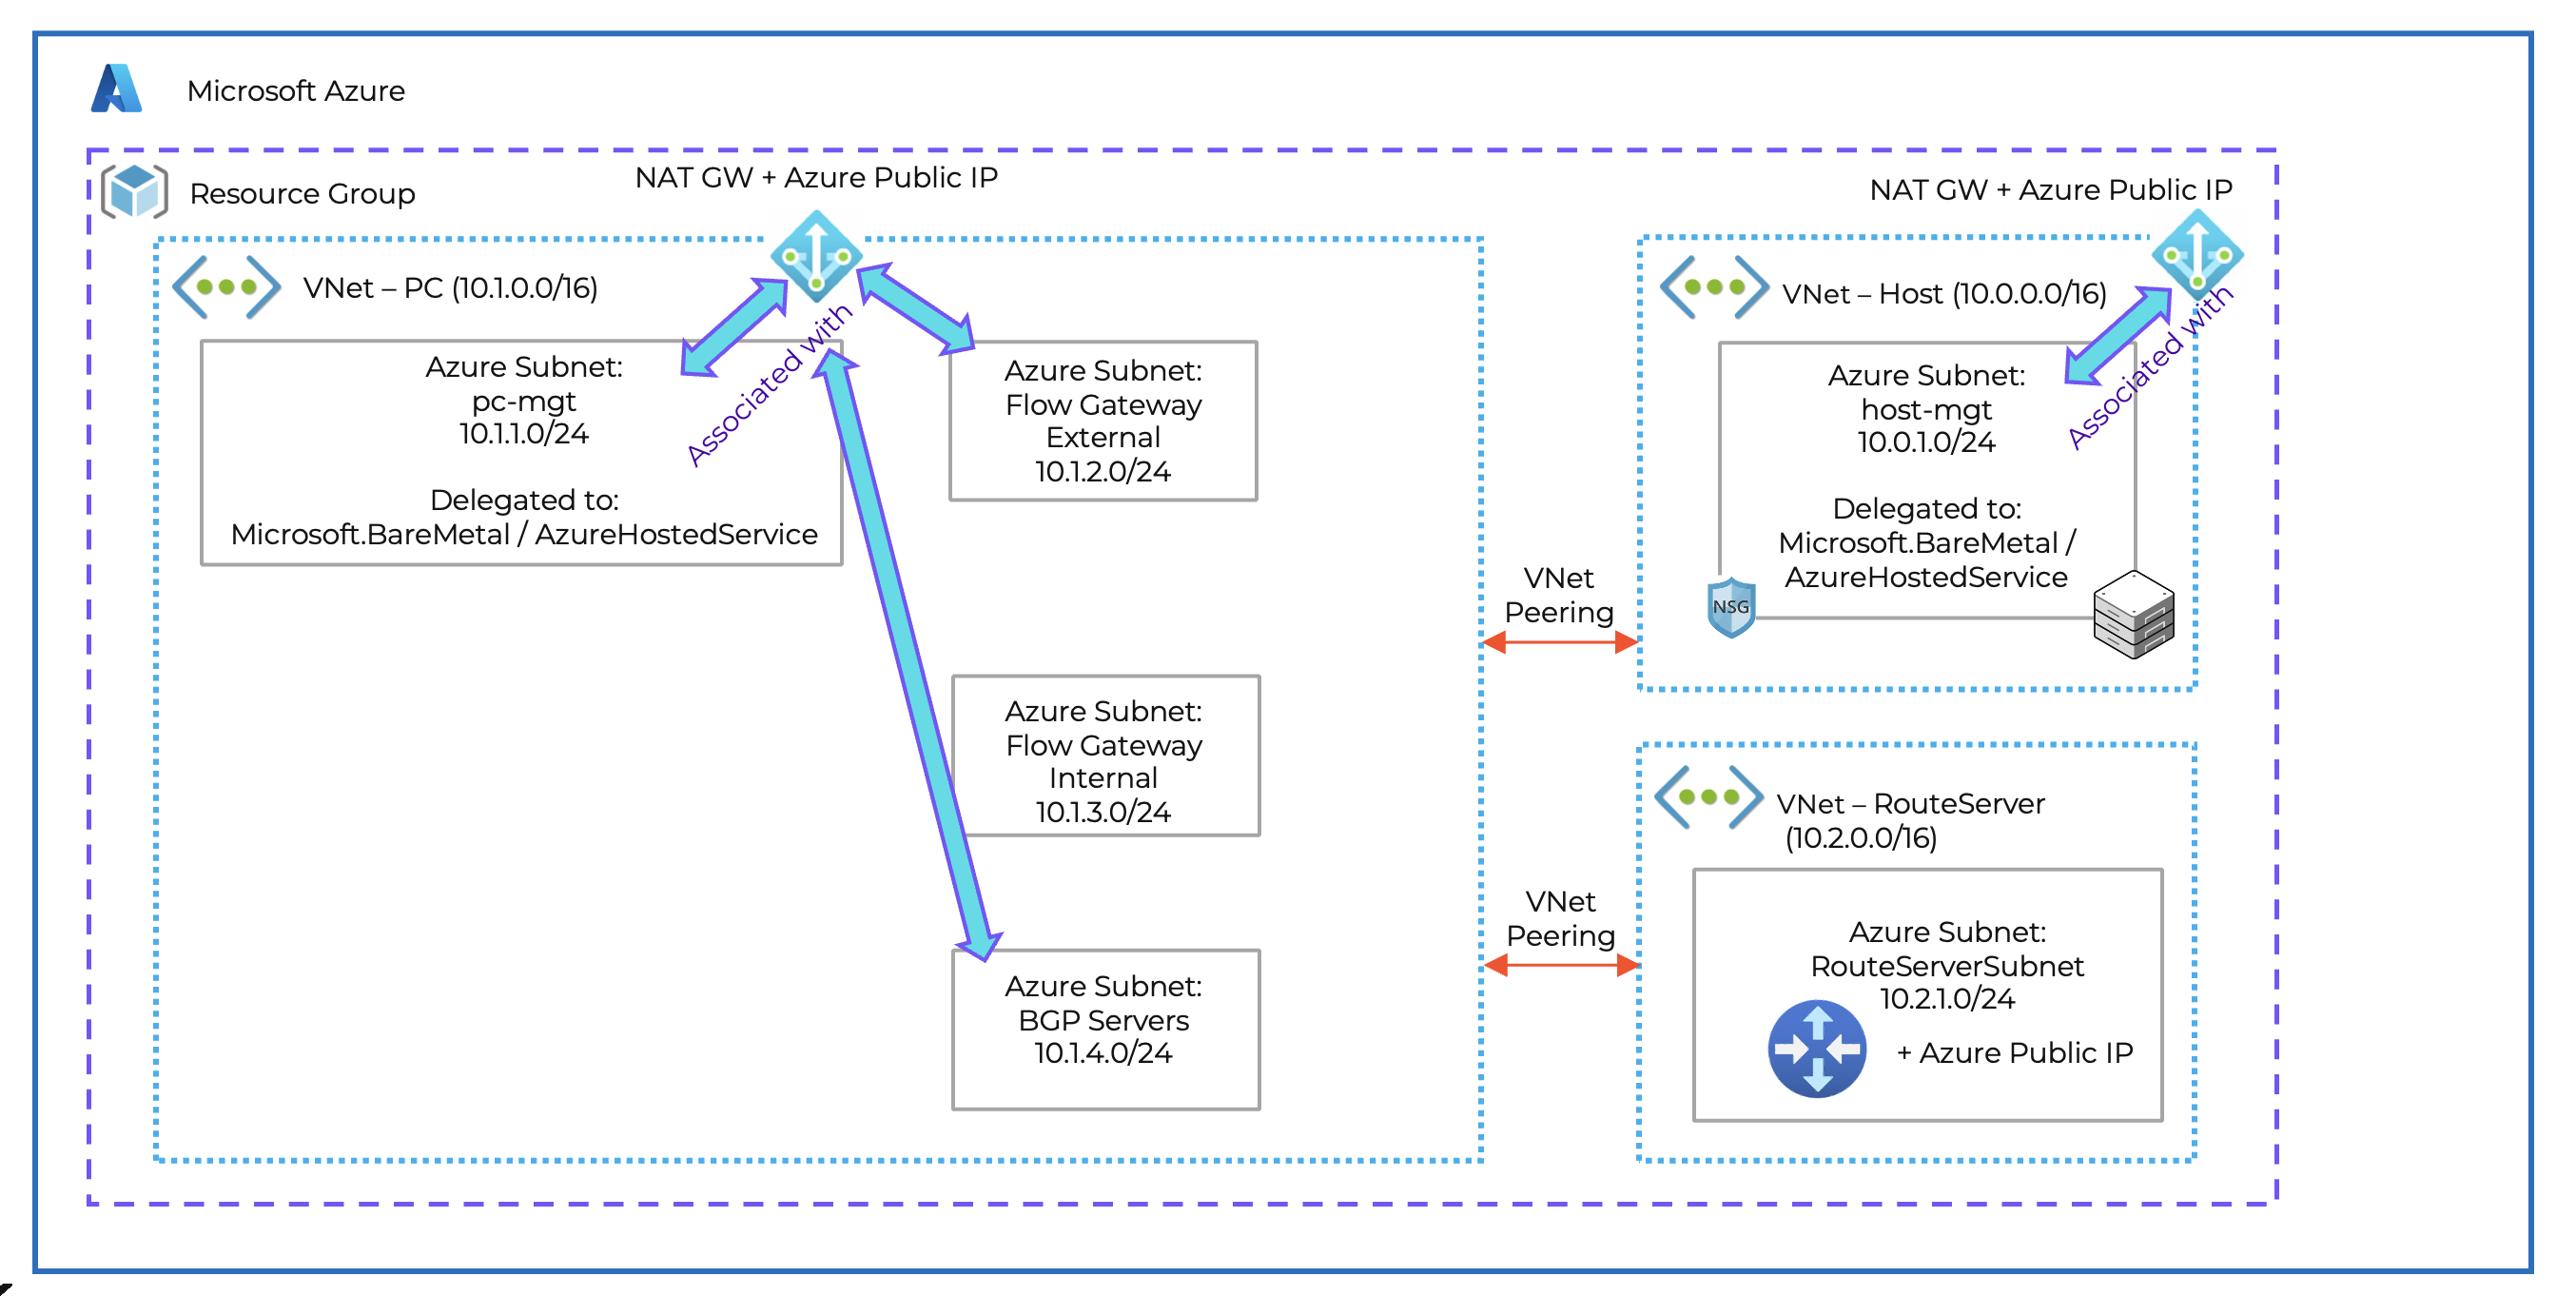 Microsoft Azure
Resource Group
NAT GW + Azure Public IP
VNet – PC (10.1.0.0/16)
Azure Subnet:
pc-mgt
10.1.1.0/24
Delegated to:
Microsoft.BareMetal / AzureHostedService
Associated with
Azure Subnet:
Flow Gateway
External
10.1.2.0/24
Azure Subnet:
Flow Gateway
Internal
10.1.3.0/24
Azure Subnet:
BGP Servers
10.1.4.0/24
VNet
Peering
VNet
Peering
NAT GW + Azure Public IP
VNet – Host (10.0.0.0/16)
Azure Subnet:
host-mgt
10.0.1.0/24
Delegated to:
Microsoft.BareMetal /
AzureHostedService
Associated with
NSG
VNet – RouteServer
(10.2.0.0/16)
Azure Subnet:
RouteServerSubnet
10.2.1.0/24
+ Azure Public IP